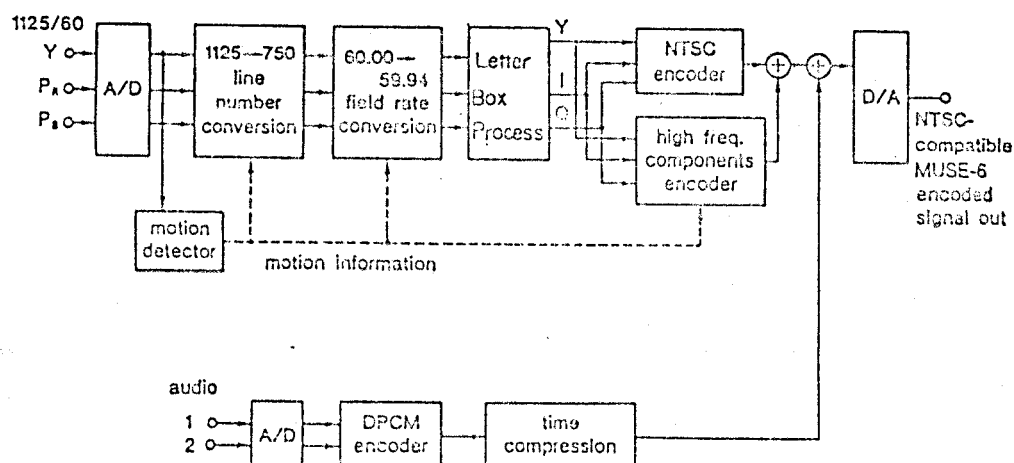 1125/60
Y
P_R
P_B
A/D
1125→750
line
number
conversion
60.00→
59.94
field rate
conversion
Letter
Box
Process
Y
I
Q
NTSC
encoder
high freq.
components
encoder
+
+
D/A
NTSC-
compatible
MUSE-6
encoded
signal out
motion
detector
motion information
audio
1
2
A/D
DPCM
encoder
time
compression